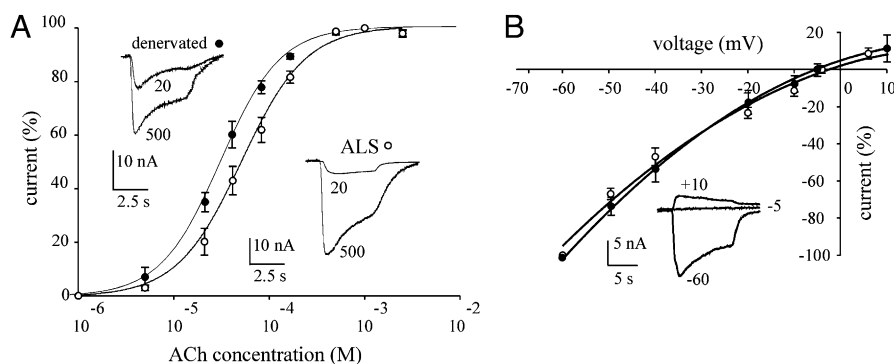 A
100
80
60
40
20
0
current (%)
denervated
20
500
10 nA
2.5 s
ALS
20
500
10 nA
2.5 s
10⁻⁶
10⁻⁵
10⁻⁴
10⁻³
10⁻²
ACh concentration (M)
B
voltage (mV)
-70 -60 -50 -40 -30 -20 -10 0 10
20
-20
-40
-60
-80
-100
current (%)
+10
-5
-60
5 nA
5 s